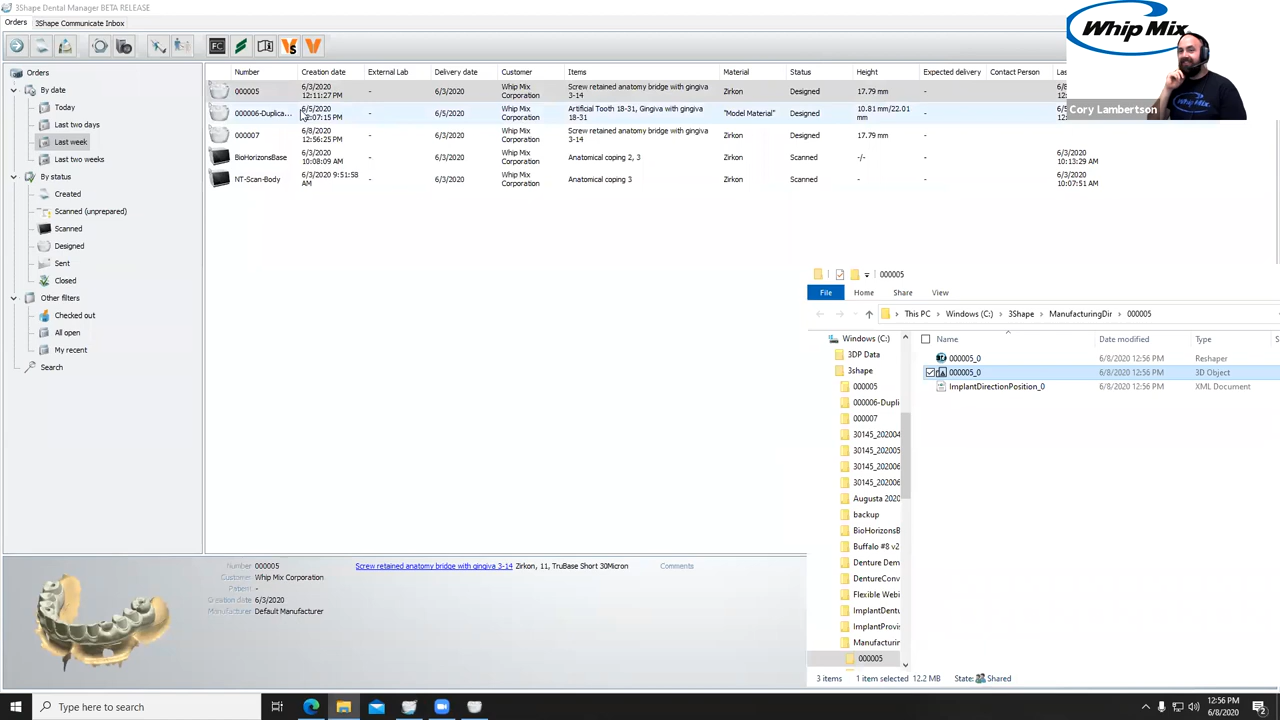 3Shape Dental Manager BETA RELEASE
Orders 3Shape Communicate Inbox
Whip Mix
Cory Lambertson
FC
Orders
By date
Today
Last two days
Last week
Last two weeks
By status
Created
Scanned (unprepared)
Scanned
Designed
Sent
Closed
Other filters
Checked out
All open
My recent
Search
Number Creation date External Lab Delivery date Customer Items Material Status Height Expected delivery Contact Person
000005 6/3/2020 12:11:27 PM - 6/3/2020 Whip Mix Corporation Screw retained anatomy bridge with gingiva 3-14 Zirkon Designed 17.79 mm - -
000006-Duplica... 6/5/2020 12:07:15 PM - 6/5/2020 Whip Mix Corporation Artificial Tooth 18-31, Gingiva with gingiva 18-31 "Model Material" Designed 10.81 mm/22.01 mm - -
000007 6/8/2020 12:56:25 PM - 6/3/2020 Whip Mix Corporation Screw retained anatomy bridge with gingiva 3-14 Zirkon Designed 17.79 mm - -
BioHorizonsBase 6/3/2020 10:08:09 AM - 6/3/2020 Whip Mix Corporation Anatomical coping 2, 3 Zirkon Scanned -/- - - 6/3/2020 10:13:29 AM
NT-Scan-Body 6/3/2020 9:51:58 AM - 6/3/2020 Whip Mix Corporation Anatomical coping 3 Zirkon Scanned - - - 6/3/2020 10:07:51 AM
000005
File Home Share View
This PC Windows (C:) 3Shape ManufacturingDir 000005
Windows (C:)
3DP Data
3shape
000005
000006-Dupli
000007
30145_202004
30145_202005
30145_202006
30145_202006
Augusta 2020
backup
BioHorizonsB
Buffalo #8 v2
Denture Dem
DentureConv
Flexible Webi
ImplantDentu
ImplantProvis
Manufacturin
000005
Name Date modified Type
000005_0 6/8/2020 12:56 PM Reshaper
000005_0 6/8/2020 12:56 PM 3D Object
ImplantDirectionPosition_0 6/8/2020 12:56 PM XML Document
3 items 1 item selected 12.2 MB State: Shared
Number 000005 Screw retained anatomy bridge with gingiva 3-14 Zirkon, 11, TruBase Short 30Micron Comments
Customer Whip Mix Corporation
Pattern -
Creation date 6/3/2020
Manufacturer Default Manufacturer
Type here to search
12:56 PM
6/8/2020
2